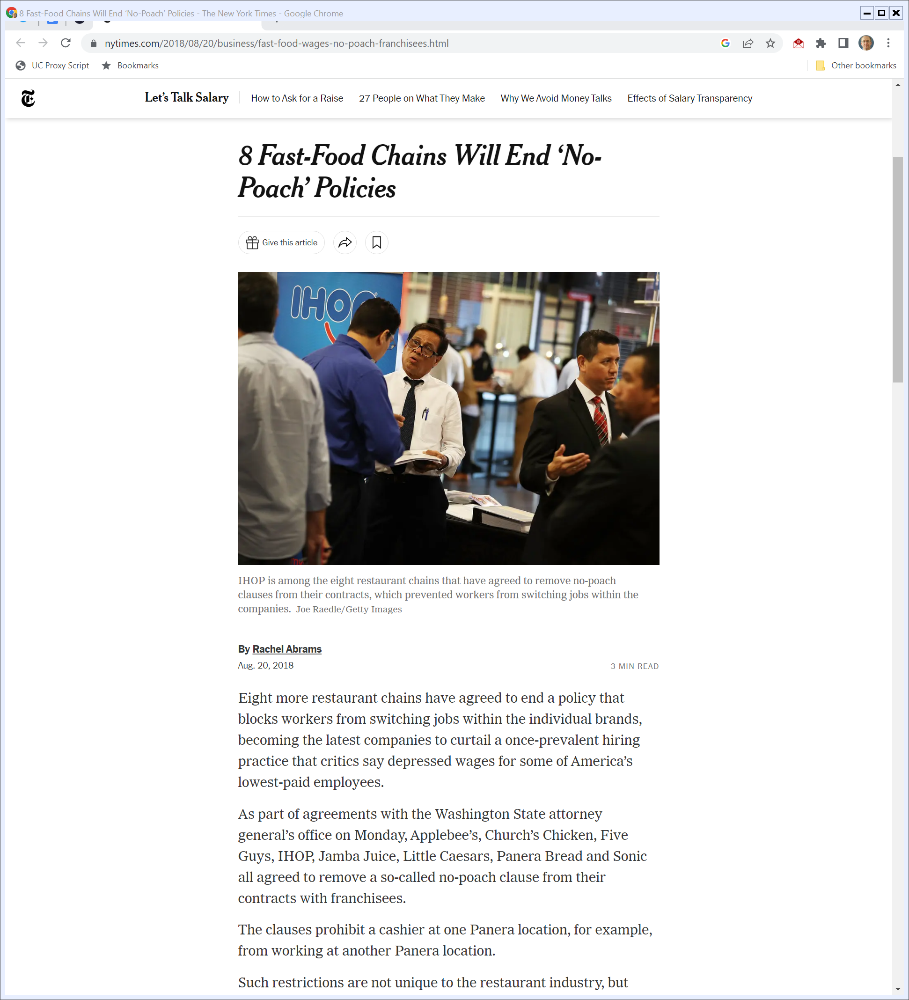 8 Fast-Food Chains Will End ‘No-Poach’ Policies - The New York Times - Google Chrome
nytimes.com/2018/08/20/business/fast-food-wages-no-poach-franchisees.html
UC Proxy Script
Bookmarks
Other bookmarks
Let’s Talk Salary
How to Ask for a Raise
27 People on What They Make
Why We Avoid Money Talks
Effects of Salary Transparency
8 Fast-Food Chains Will End ‘No-
Poach’ Policies
Give this article
IHOP
IHOP is among the eight restaurant chains that have agreed to remove no-poach
clauses from their contracts, which prevented workers from switching jobs within the
companies. Joe Raedle/Getty Images
By Rachel Abrams
Aug. 20, 2018
3 MIN READ
Eight more restaurant chains have agreed to end a policy that
blocks workers from switching jobs within the individual brands,
becoming the latest companies to curtail a once-prevalent hiring
practice that critics say depressed wages for some of America’s
lowest-paid employees.
As part of agreements with the Washington State attorney
general’s office on Monday, Applebee’s, Church’s Chicken, Five
Guys, IHOP, Jamba Juice, Little Caesars, Panera Bread and Sonic
all agreed to remove a so-called no-poach clause from their
contracts with franchisees.
The clauses prohibit a cashier at one Panera location, for example,
from working at another Panera location.
Such restrictions are not unique to the restaurant industry, but